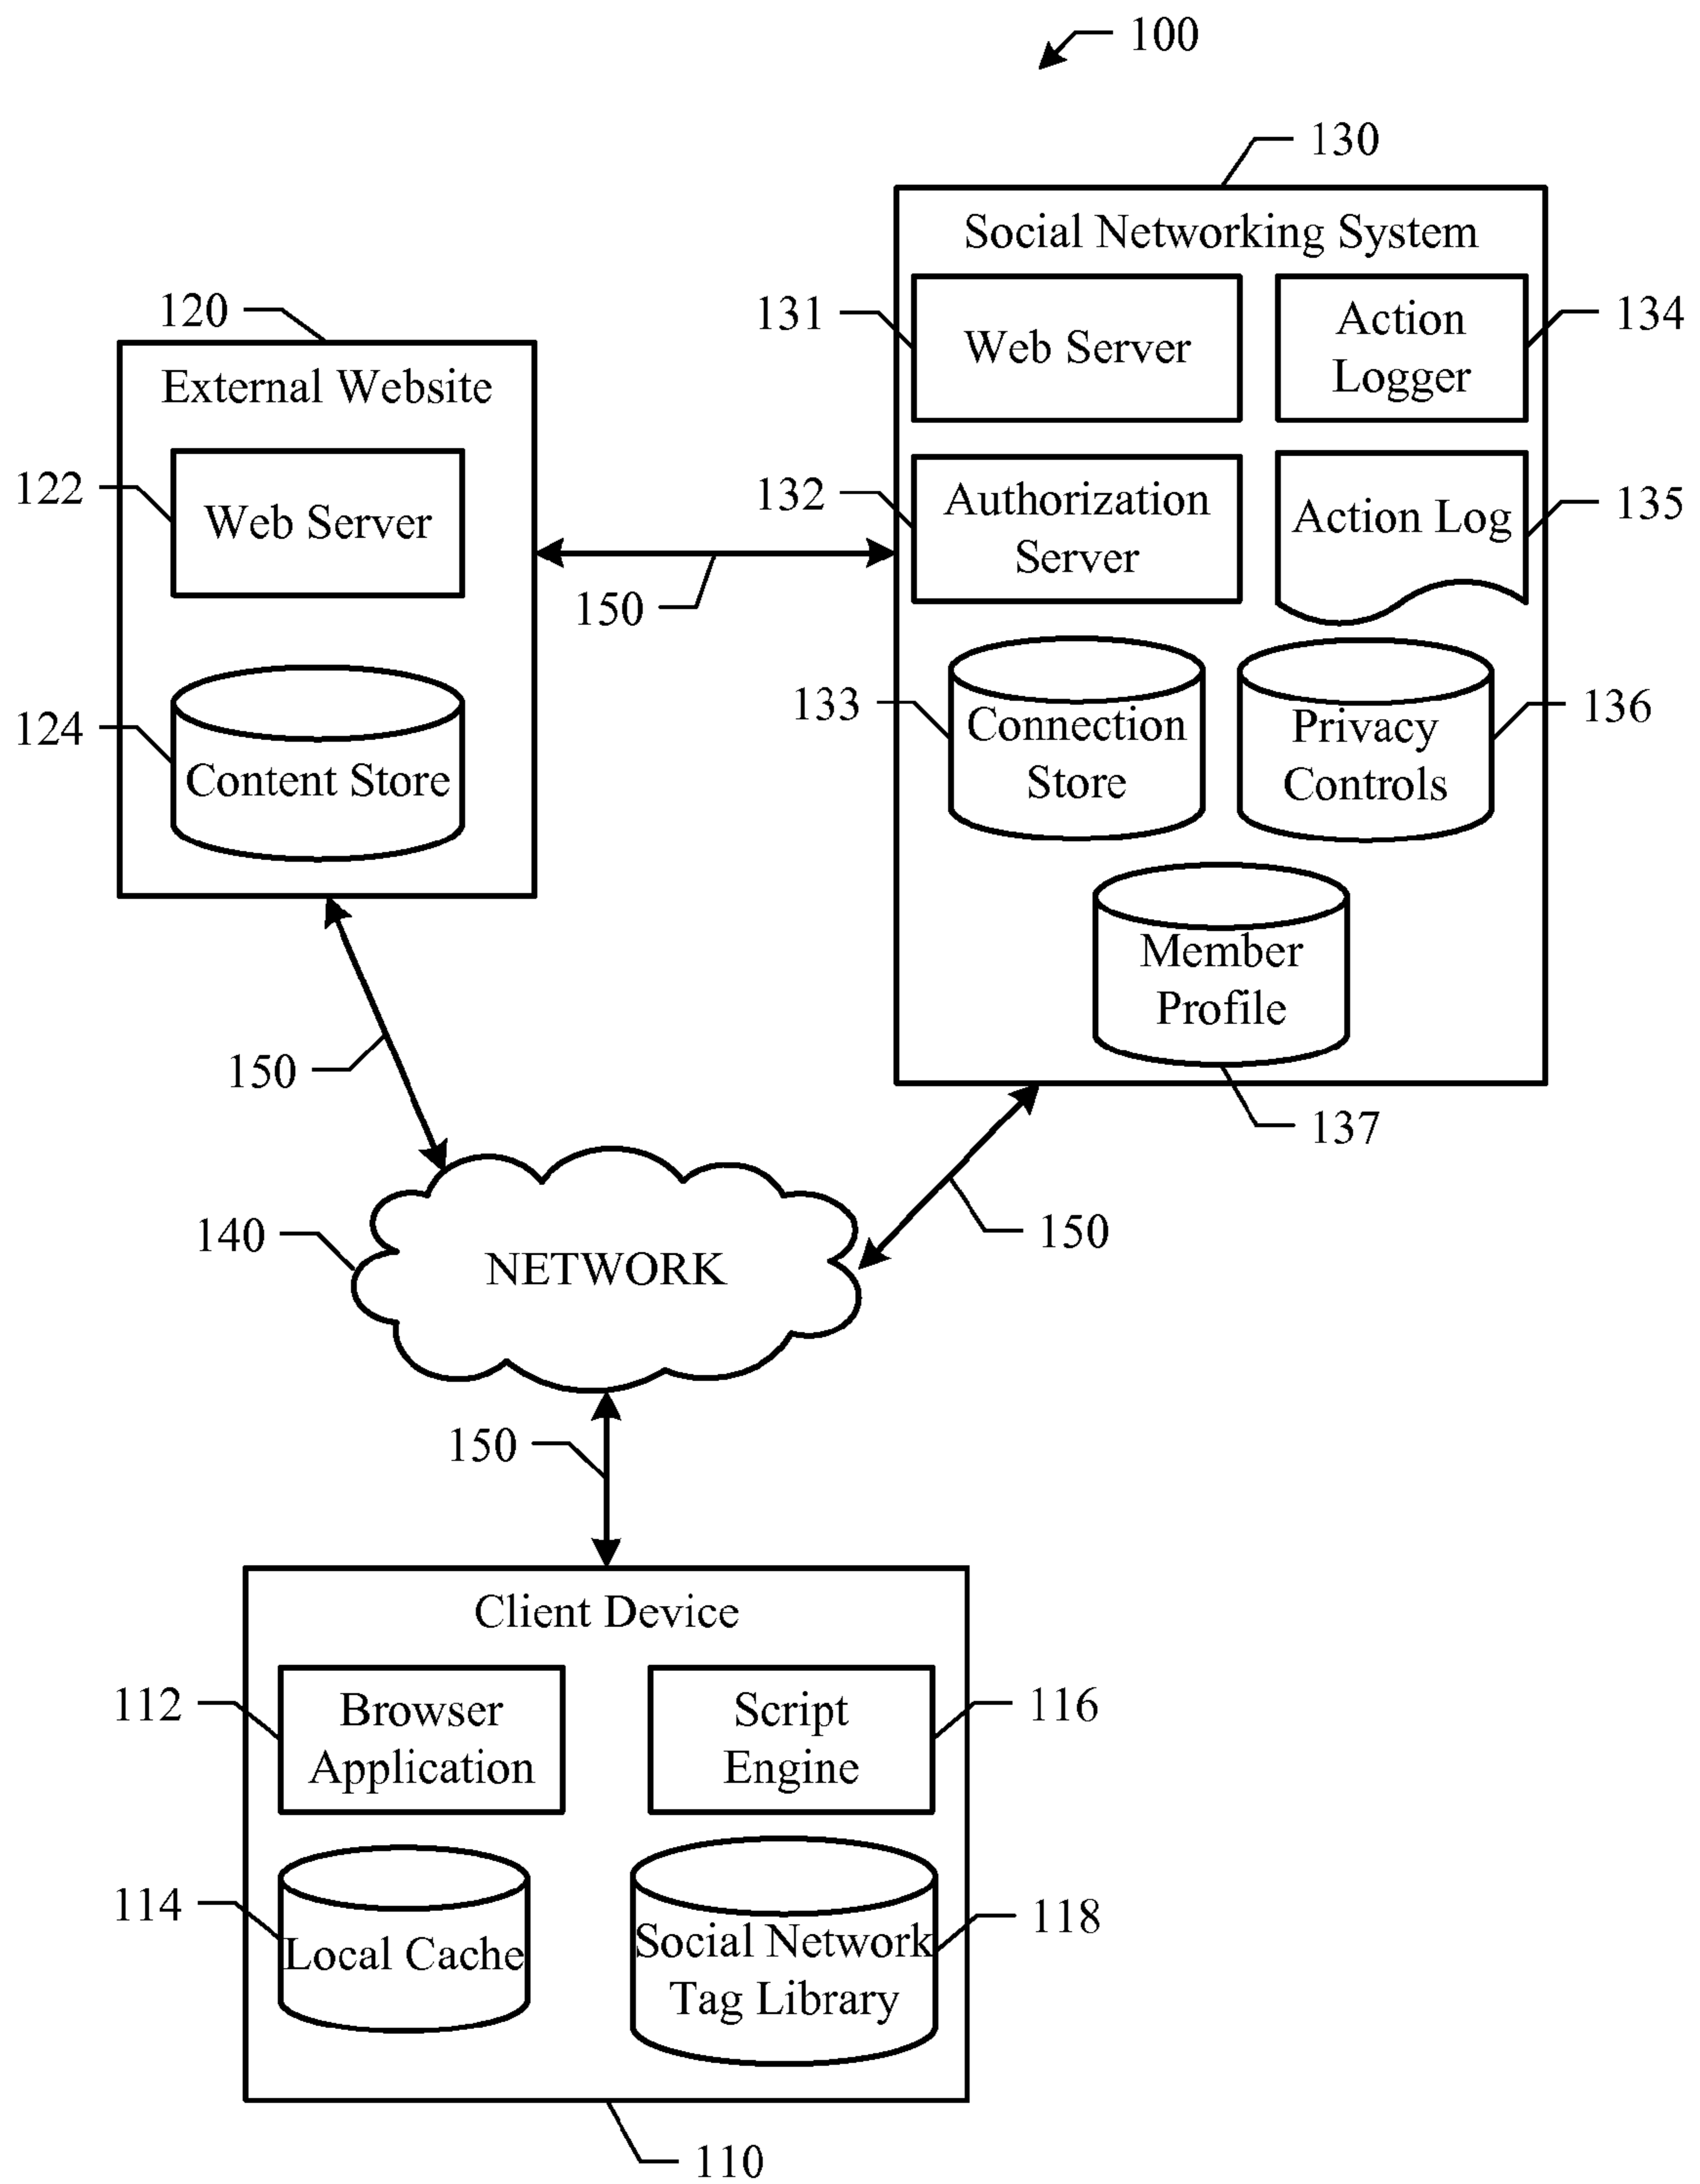 100
130
Social Networking System
131
Web Server
Action
Logger
134
120
External Website
122
Web Server
132
Authorization
Server
Action Log
135
150
124
Content Store
133
Connection
Store
Privacy
Controls
136
Member
Profile
137
150
150
140
NETWORK
150
Client Device
112
Browser
Application
Script
Engine
116
114
Local Cache
Social Network
Tag Library
118
110